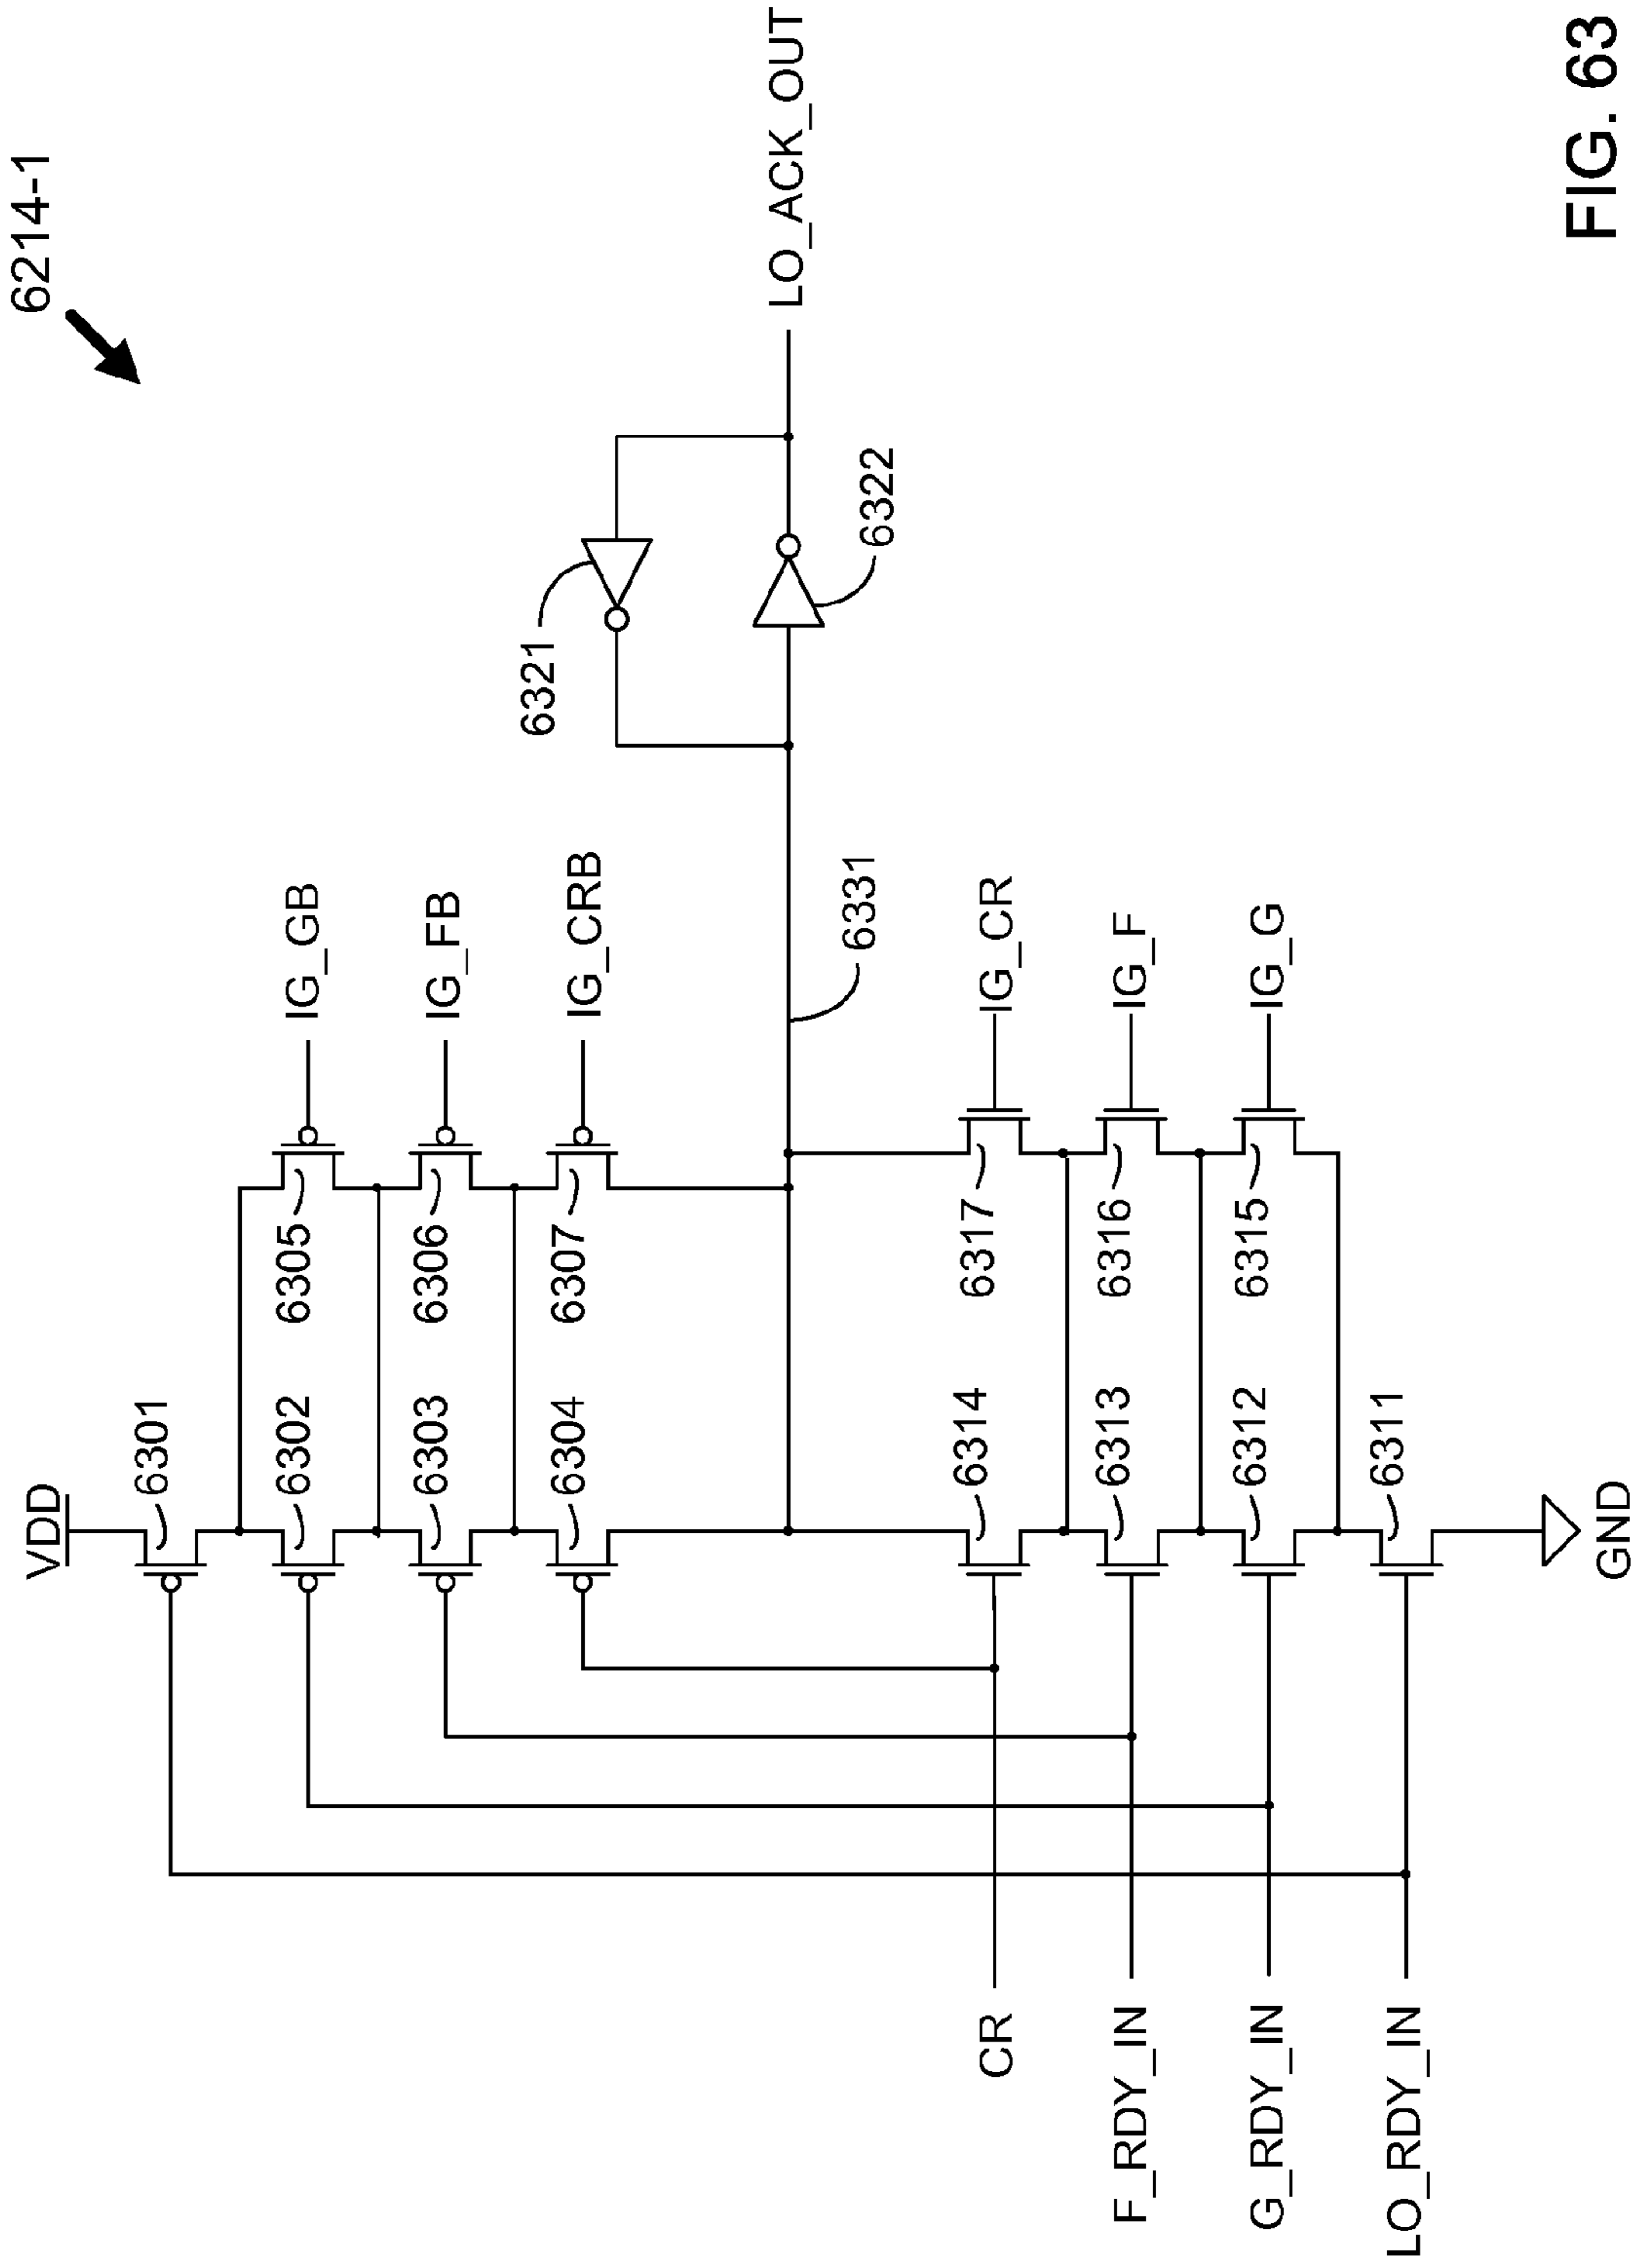 6214-1
VDD
6301
6302
6303
6304
6305
6306
6307
IG_GB
IG_FB
IG_CRB
6321
6322
LO_ACK_OUT
6331
CR
F_RDY_IN
G_RDY_IN
LO_RDY_IN
6314
6313
6312
6311
6317
6316
6315
IG_CR
IG_F
IG_G
GND
FIG. 63